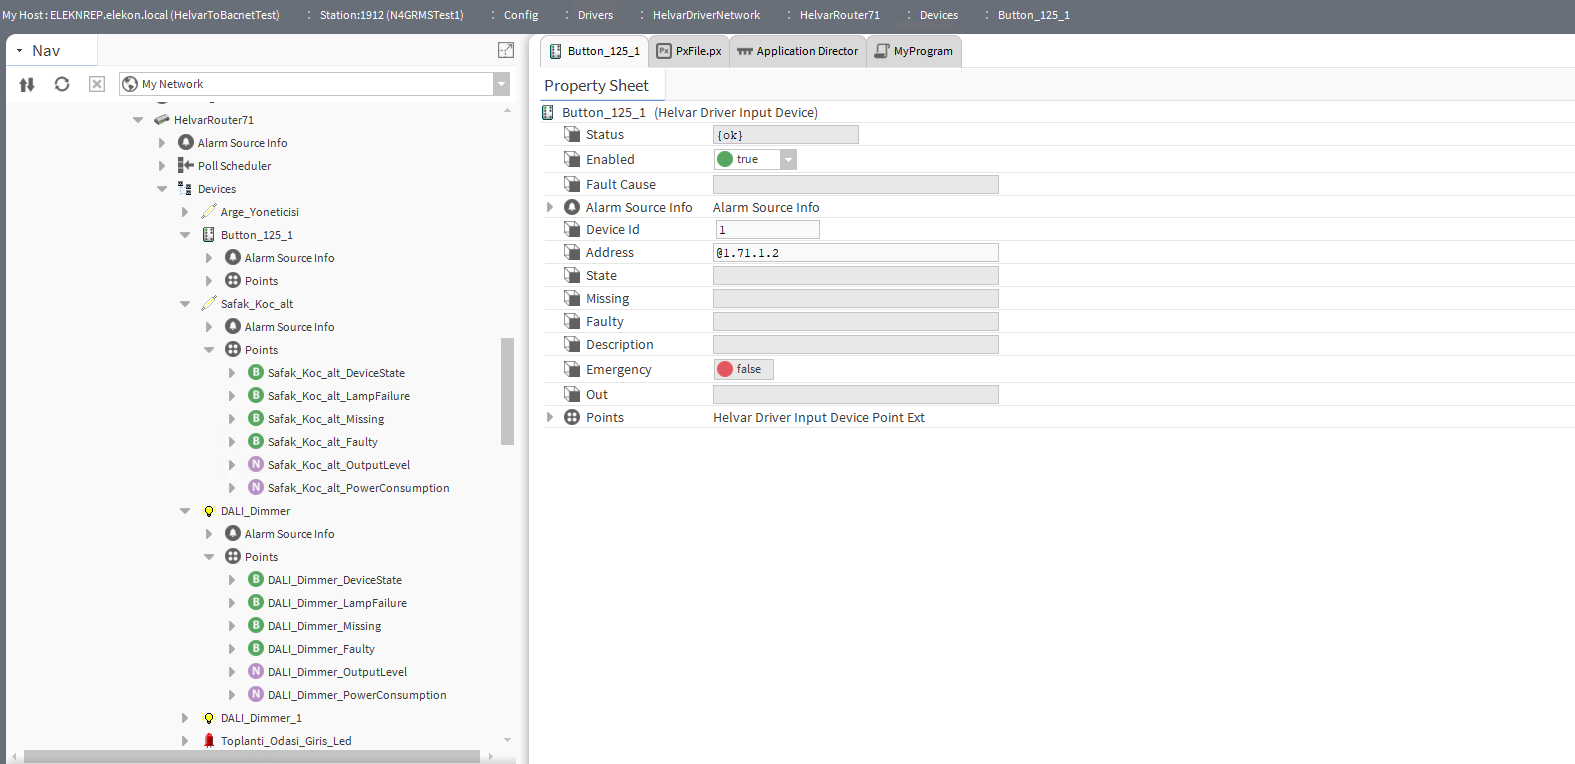 My Host : ELEKNREP.elekon.local (HelvarToBacnetTest) : Station:1912 (N4GRMSTest1) : Config : Drivers : HelvarDriverNetwork : HelvarRouter71 : Devices : Button_125_1
Nav
My Network
HelvarRouter71
Alarm Source Info
Poll Scheduler
Devices
Arge_Yoneticisi
Button_125_1
Alarm Source Info
Points
Safak_Koc_alt
Alarm Source Info
Points
B Safak_Koc_alt_DeviceState
B Safak_Koc_alt_LampFailure
B Safak_Koc_alt_Missing
B Safak_Koc_alt_Faulty
N Safak_Koc_alt_OutputLevel
N Safak_Koc_alt_PowerConsumption
DALI_Dimmer
Alarm Source Info
Points
B DALI_Dimmer_DeviceState
B DALI_Dimmer_LampFailure
B DALI_Dimmer_Missing
B DALI_Dimmer_Faulty
N DALI_Dimmer_OutputLevel
N DALI_Dimmer_PowerConsumption
DALI_Dimmer_1
Toplanti_Odasi_Giris_Led
Button_125_1 Px PxFile.px Application Director MyProgram
Property Sheet
Button_125_1 (Helvar Driver Input Device)
Status {ok}
Enabled true
Fault Cause
Alarm Source Info Alarm Source Info
Device Id 1
Address @1.71.1.2
State
Missing
Faulty
Description
Emergency false
Out
Points Helvar Driver Input Device Point Ext